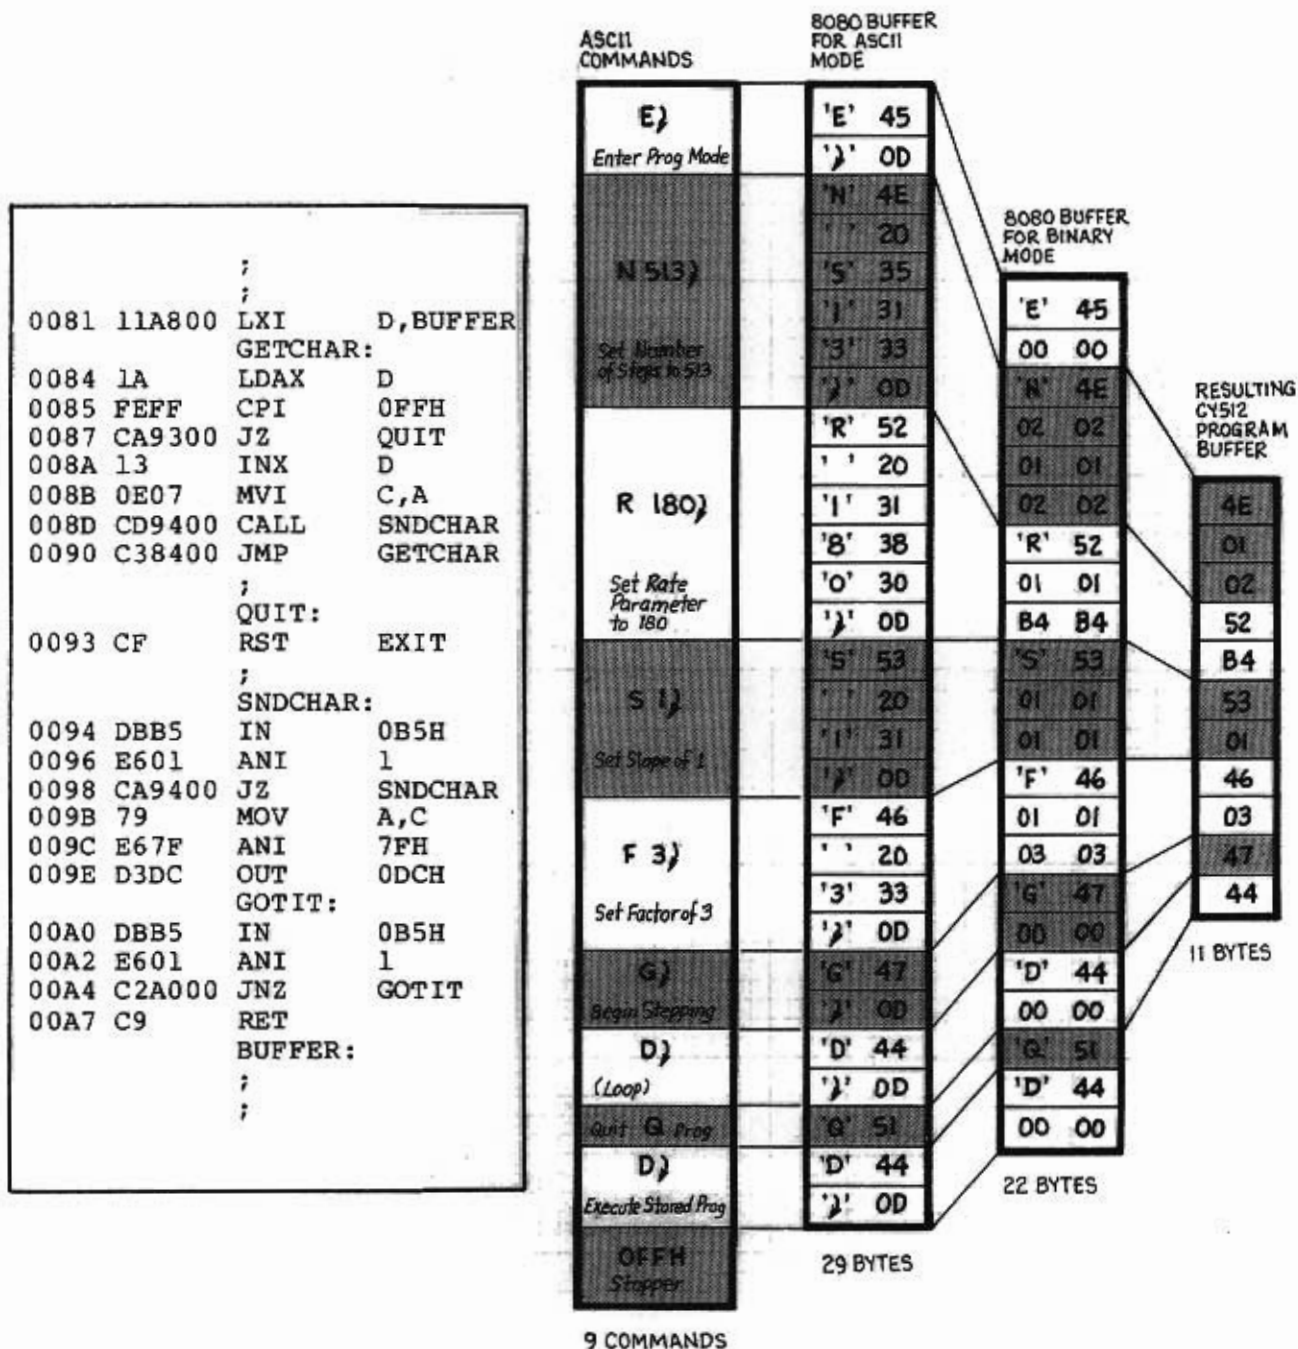 ;
;
0081 11A800 LXI D,BUFFER
GETCHAR:
0084 1A LDAX D
0085 FEFF CPI 0FFH
0087 CA9300 JZ QUIT
008A 13 INX D
008B 0E07 MVI C,A
008D CD9400 CALL SNDCHAR
0090 C38400 JMP GETCHAR
;
QUIT:
0093 CF RST EXIT
;
SNDCHAR:
0094 DBB5 IN 0B5H
0096 E601 ANI 1
0098 CA9400 JZ SNDCHAR
009B 79 MOV A,C
009C E67F ANI 7FH
009E D3DC OUT 0DCH
GOTIT:
00A0 DBB5 IN 0B5H
00A2 E601 ANI 1
00A4 C2A000 JNZ GOTIT
00A7 C9 RET
BUFFER:
;
;
ASCII
COMMANDS
E⤸
Enter Prog Mode
N 513⤸
Set Number
of Steps to 513
R 180⤸
Set Rate
Parameter
to 180
S 1⤸
Set Slope of 1
F 3⤸
Set Factor of 3
G⤸
Begin Stepping
D⤸
(Loop)
Quit Q Prog
D⤸
Execute Stored Prog
0FFH
Stopper
9 COMMANDS
8080 BUFFER
FOR ASCII
MODE
'E' 45
'⤸' 0D
'N' 4E
' ' 20
'5' 35
'1' 31
'3' 33
'⤸' 0D
'R' 52
' ' 20
'1' 31
'8' 38
'0' 30
'⤸' 0D
'S' 53
' ' 20
'1' 31
'⤸' 0D
'F' 46
' ' 20
'3' 33
'⤸' 0D
'G' 47
'⤸' 0D
'D' 44
'⤸' 0D
'Q' 51
'D' 44
'⤸' 0D
29 BYTES
8080 BUFFER
FOR BINARY
MODE
'E' 45
00 00
'N' 4E
02 02
01 01
02 02
'R' 52
01 01
B4 B4
'S' 53
01 01
01 01
'F' 46
01 01
03 03
'G' 47
00 00
'D' 44
00 00
'Q' 51
'D' 44
00 00
22 BYTES
RESULTING
CY512
PROGRAM
BUFFER
4E
01
02
52
B4
53
01
46
03
47
44
11 BYTES